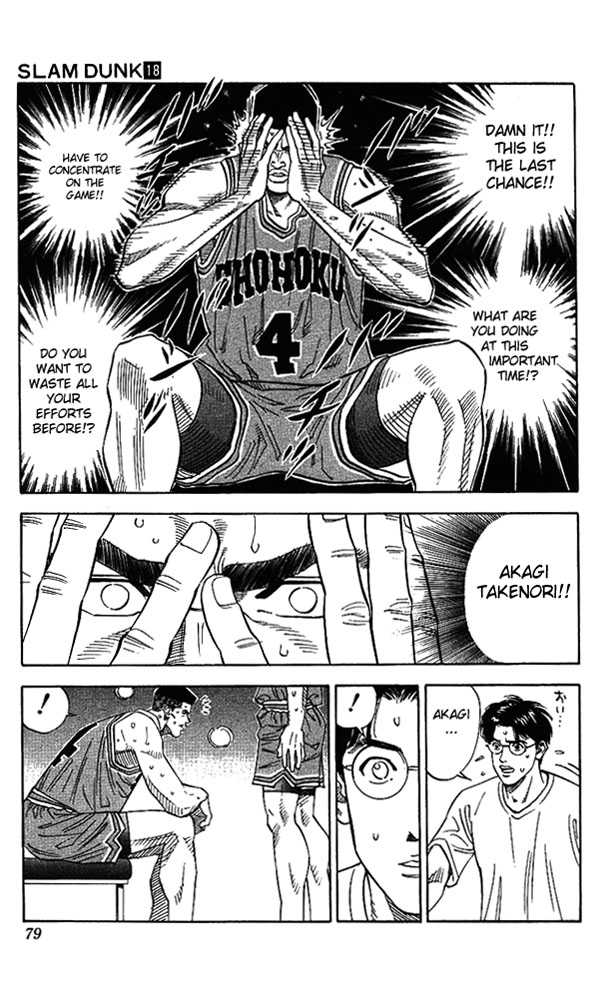 SLAM DUNK 18
DAMN IT!!
THIS IS
THE LAST
CHANCE!!
HAVE TO
CONCENTRATE
ON THE
GAME!!
SHOHOKU
4
WHAT ARE
YOU DOING
AT THIS
IMPORTANT
TIME!?
DO YOU
WANT TO
WASTE ALL
YOUR
EFFORTS
BEFORE!?
AKAGI
TAKENORI!!
AKAGI
...
おい…
!
!
4
79